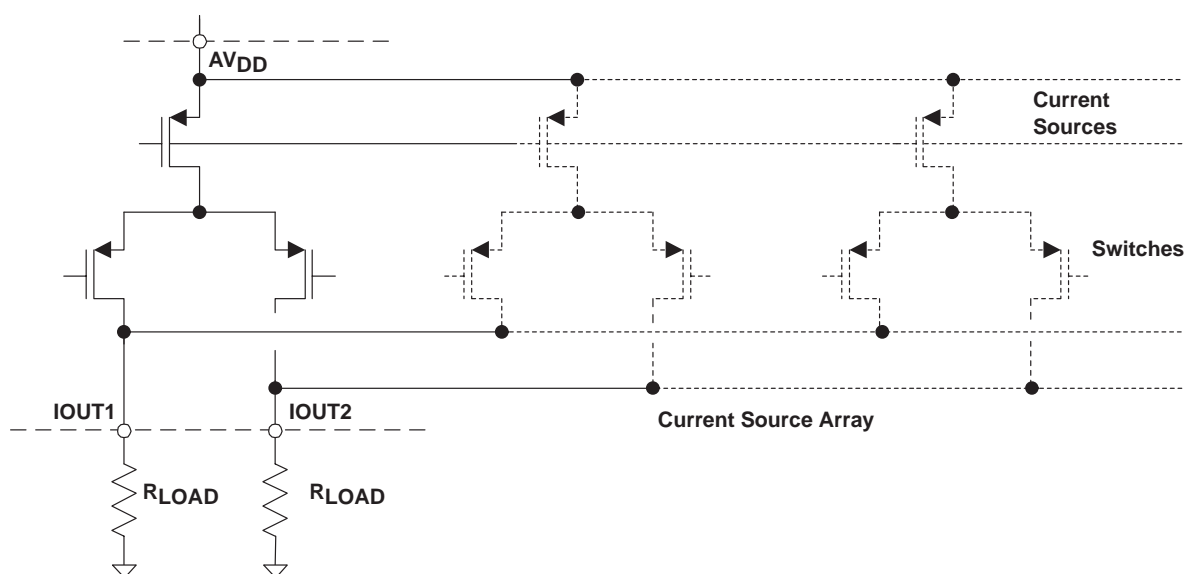 AVDD
Current
Sources
Switches
IOUT1
IOUT2
Current Source Array
RLOAD
RLOAD